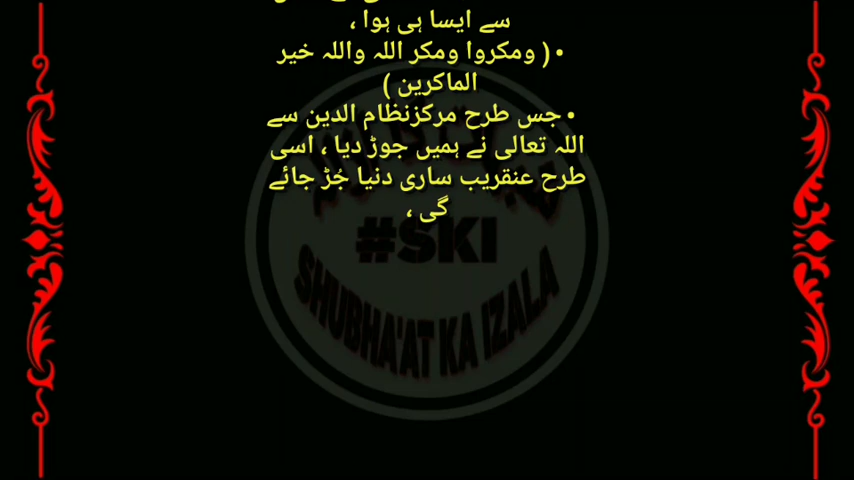 سے ایسا ہی ہوا ،
• ( ومکروا ومکر اللہ واللہ خیر
الماکرین )
• جس طرح مرکزنظام الدین سے
اللہ تعالی نے ہمیں جوڑ دیا ، اسی
طرح عنقریب ساری دنیا جُڑ جائے
گی ،
#SKI
SHUBHA'AT KA IZALA